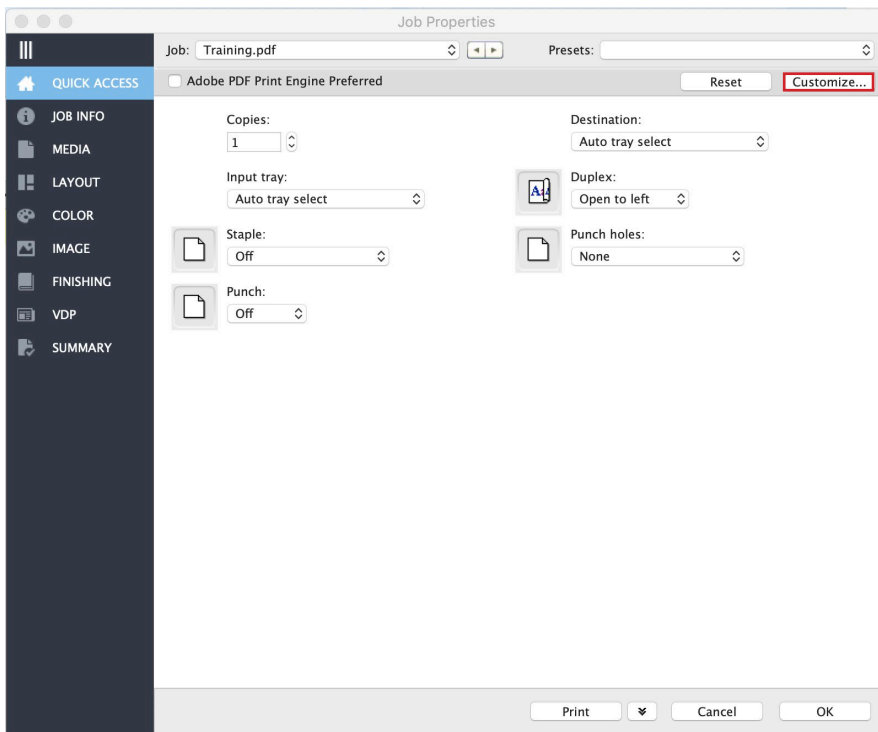 Job Properties
Job: Training.pdf Presets:
QUICK ACCESS Adobe PDF Print Engine Preferred Reset Customize...
JOB INFO
MEDIA
LAYOUT
COLOR
IMAGE
FINISHING
VDP
SUMMARY
Copies: Destination:
1 Auto tray select
Input tray: Duplex:
Auto tray select Open to left
Staple: Punch holes:
Off None
Punch:
Off
Print Cancel OK